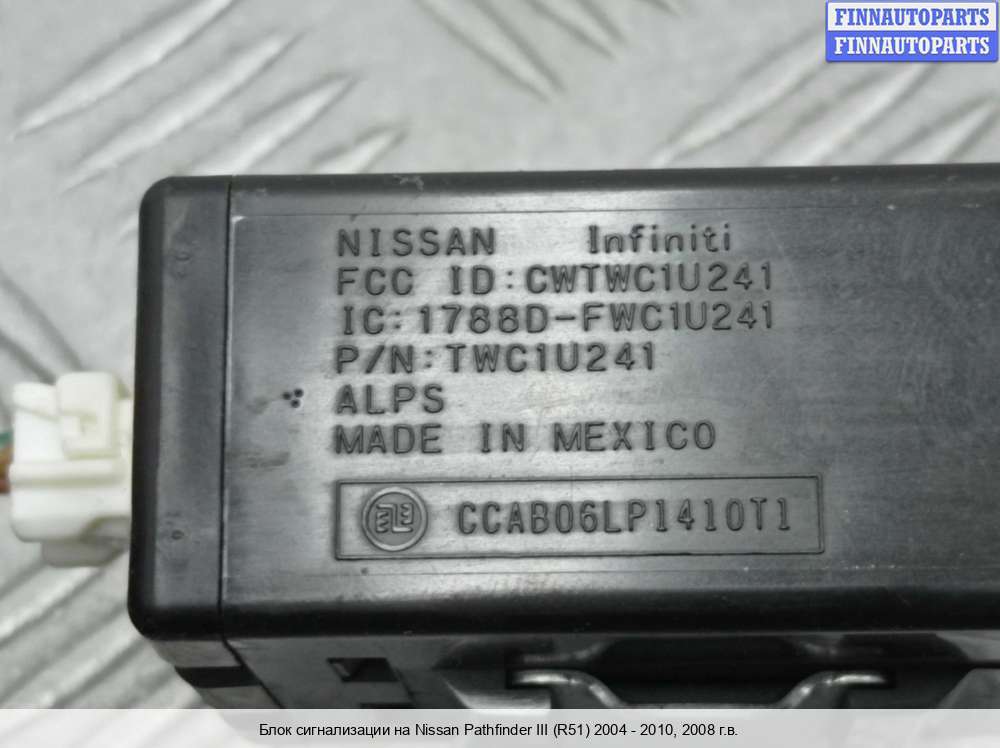 FINNAUTOPARTS
FINNAUTOPARTS
NISSAN Infiniti
FCC ID:CWTWC1U241
IC:1788D-FWC1U241
P/N:TWC1U241
ALPS
MADE IN MEXICO
CCAB06LP1410T1
Блок сигнализации на Nissan Pathfinder III (R51) 2004 - 2010, 2008 г.в.